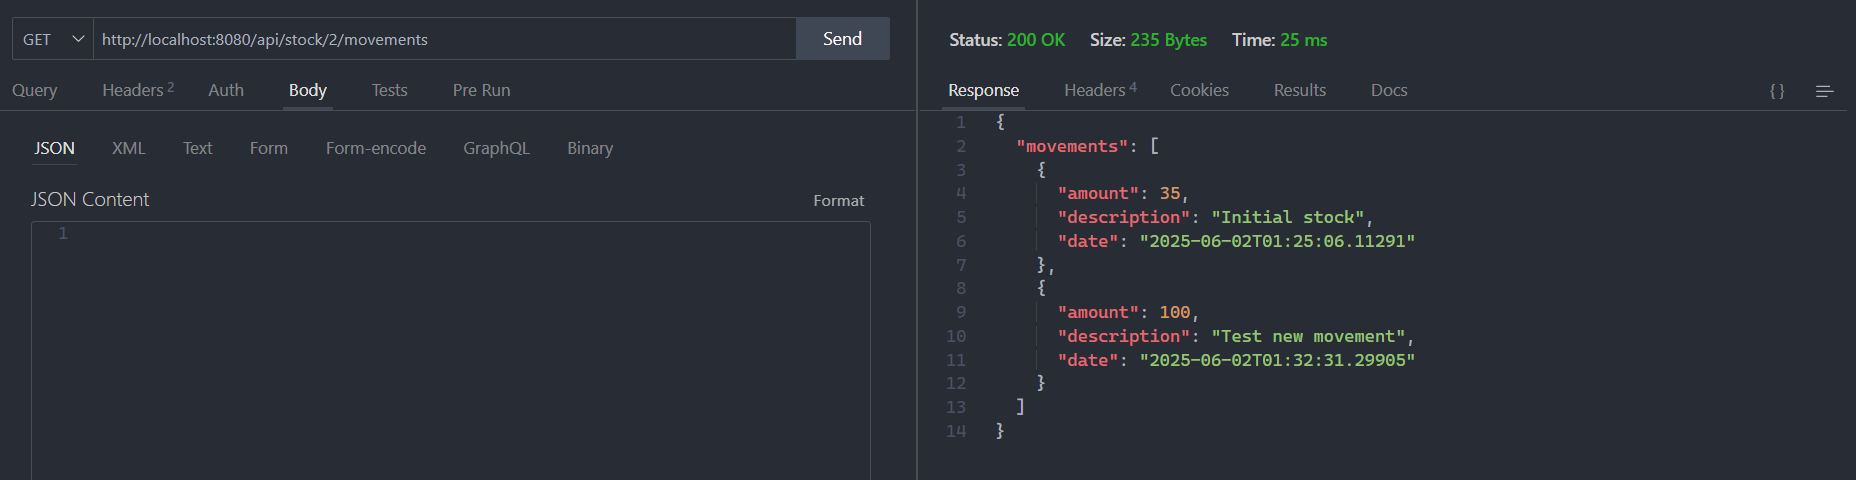 GET http://localhost:8080/api/stock/2/movements Send
Query Headers 2 Auth Body Tests Pre Run
JSON XML Text Form Form-encode GraphQL Binary
JSON Content Format
1
Status: 200 OK Size: 235 Bytes Time: 25 ms
Response Headers 4 Cookies Results Docs {}
1 {
2 "movements": [
3 {
4 "amount": 35,
5 "description": "Initial stock",
6 "date": "2025-06-02T01:25:06.11291"
7 },
8 {
9 "amount": 100,
10 "description": "Test new movement",
11 "date": "2025-06-02T01:32:31.29905"
12 }
13 ]
14 }